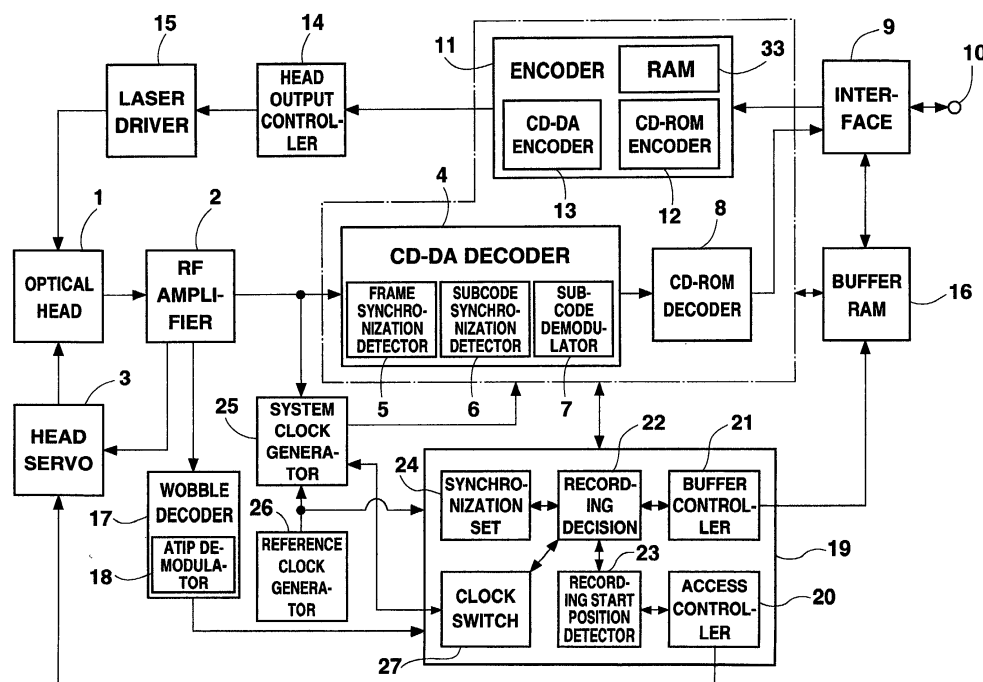 15
14
11
ENCODER
RAM
33
9
10
LASER
DRIVER
HEAD
OUTPUT
CONTROL-
LER
CD-DA
ENCODER
CD-ROM
ENCODER
INTER-
FACE
13
12
1
2
4
8
OPTICAL
HEAD
RF
AMPLI-
FIER
CD-DA DECODER
FRAME
SYNCHRO-
NIZATION
DETECTOR
SUBCODE
SYNCHRO-
NIZATION
DETECTOR
SUB-
CODE
DEMODU-
LATOR
CD-ROM
DECODER
BUFFER
RAM
16
5
6
7
3
HEAD
SERVO
25
SYSTEM
CLOCK
GENERA-
TOR
22
21
24
SYNCHRO-
NIZATION
SET
RECORD-
ING
DECISION
BUFFER
CONTROL-
LER
17
WOBBLE
DECODER
18
ATIP DE-
MODULA-
TOR
26
REFERENCE
CLOCK
GENERA-
TOR
19
23
CLOCK
SWITCH
RECORD-
ING START
POSITION
DETECTOR
ACCESS
CONTROL-
LER
20
27